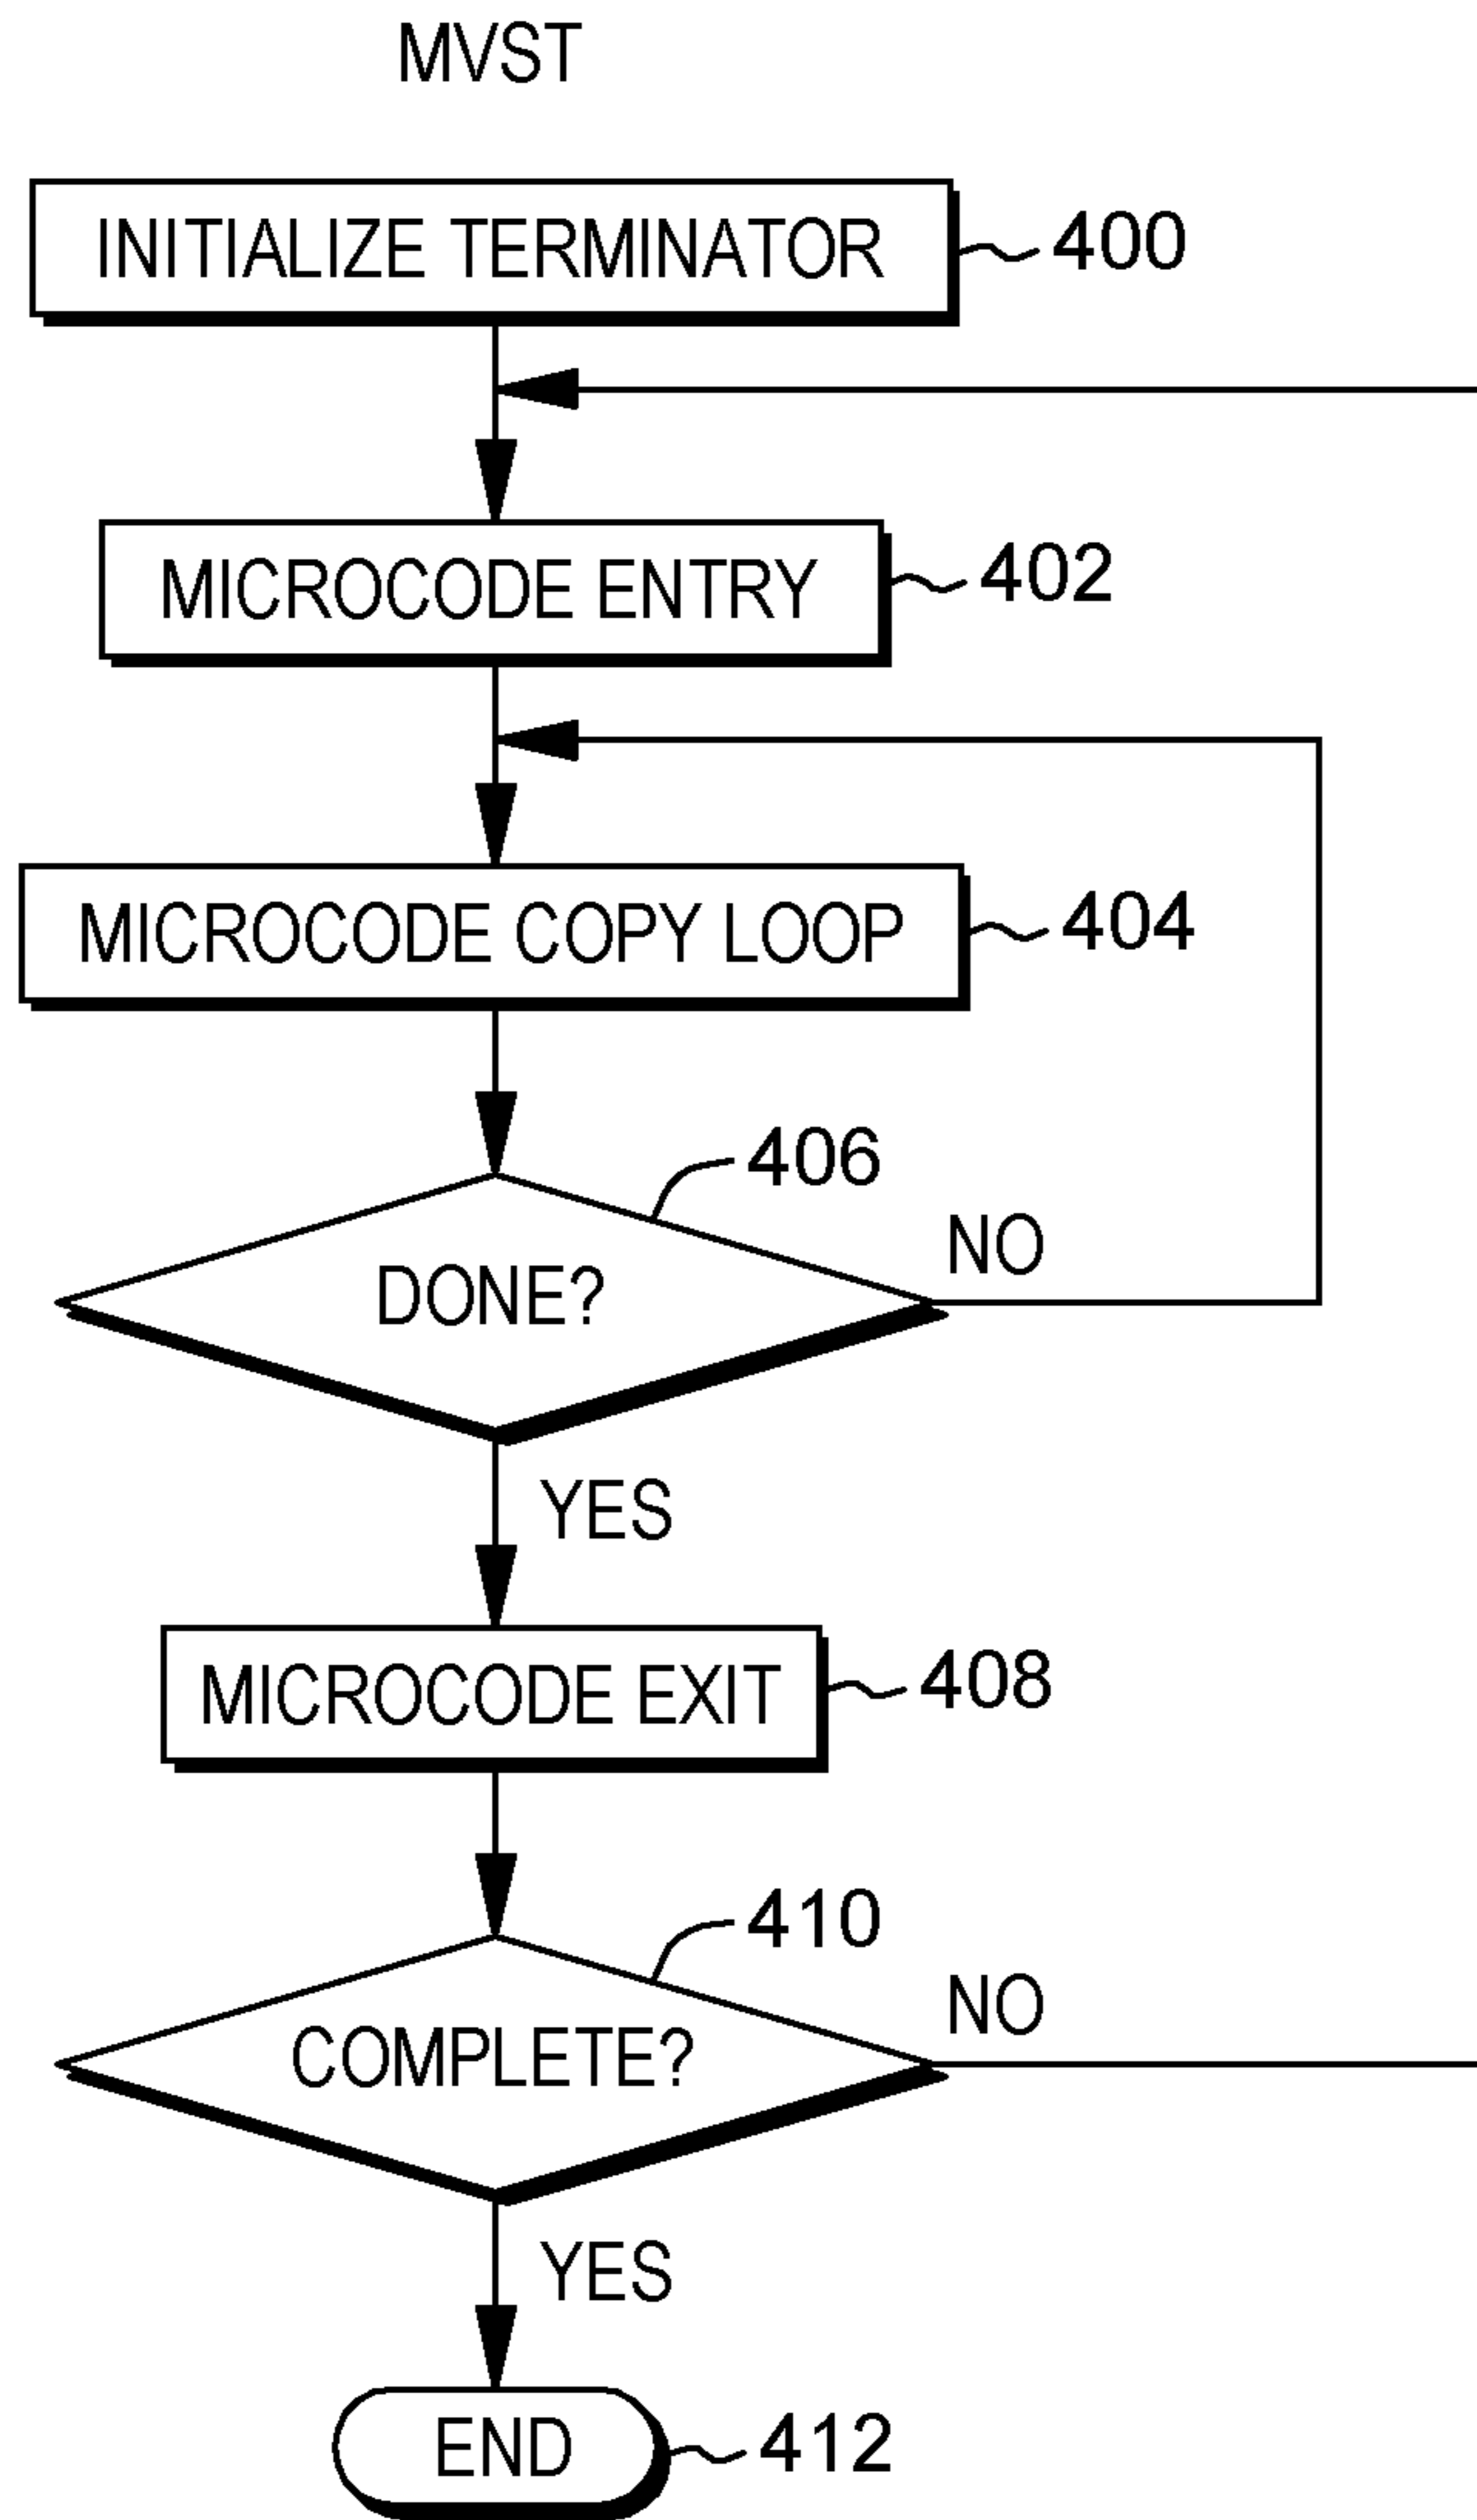 MVST
INITIALIZE TERMINATOR 400
MICROCODE ENTRY 402
MICROCODE COPY LOOP 404
406
DONE?
NO
YES
MICROCODE EXIT 408
410
COMPLETE?
NO
YES
END 412